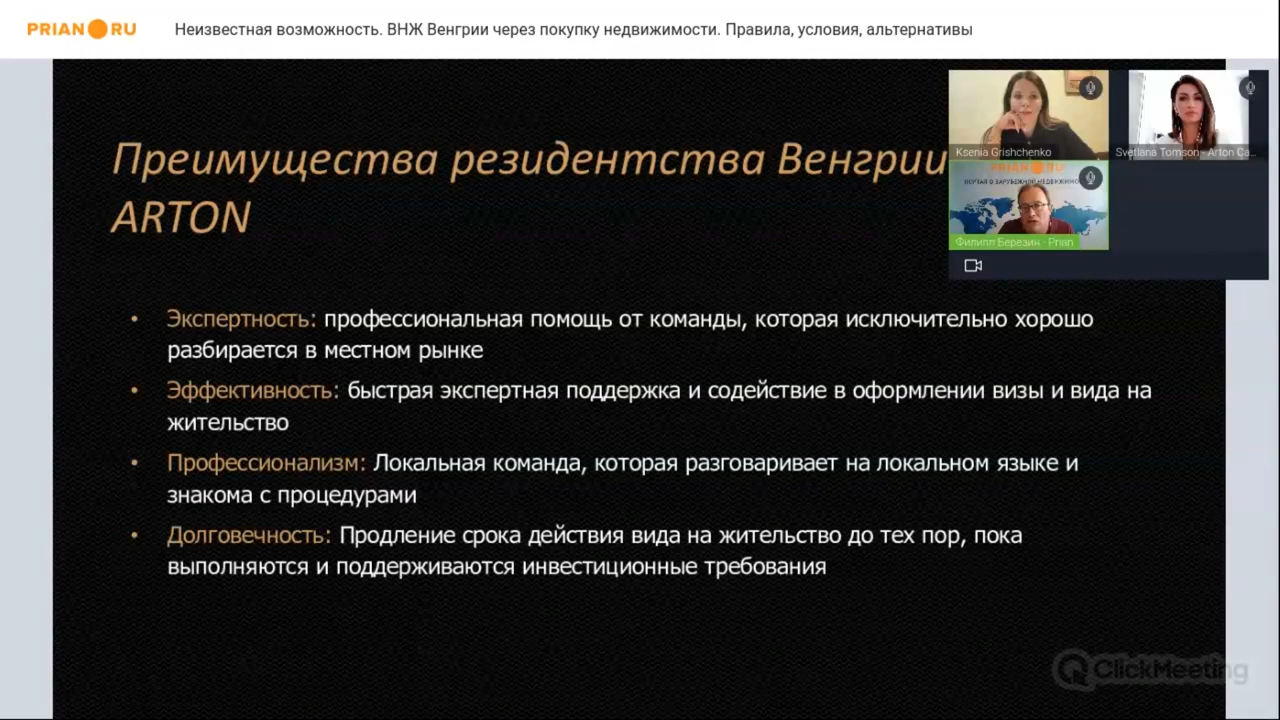 PRIAN RU
Неизвестная возможность. ВНЖ Венгрии через покупку недвижимости. Правила, условия, альтернативы
Преимущества резидентства Венгрии
ARTON
Ksenia Grishchenko
Svetlana Tomson - Arton Ca...
PRIAN RU
Филипп Березин - Prian
• Экспертность: профессиональная помощь от команды, которая исключительно хорошо
разбирается в местном рынке
• Эффективность: быстрая экспертная поддержка и содействие в оформлении визы и вида на
жительство
• Профессионализм: Локальная команда, которая разговаривает на локальном языке и
знакома с процедурами
• Долговечность: Продление срока действия вида на жительство до тех пор, пока
выполняются и поддерживаются инвестиционные требования
ClickMeeting